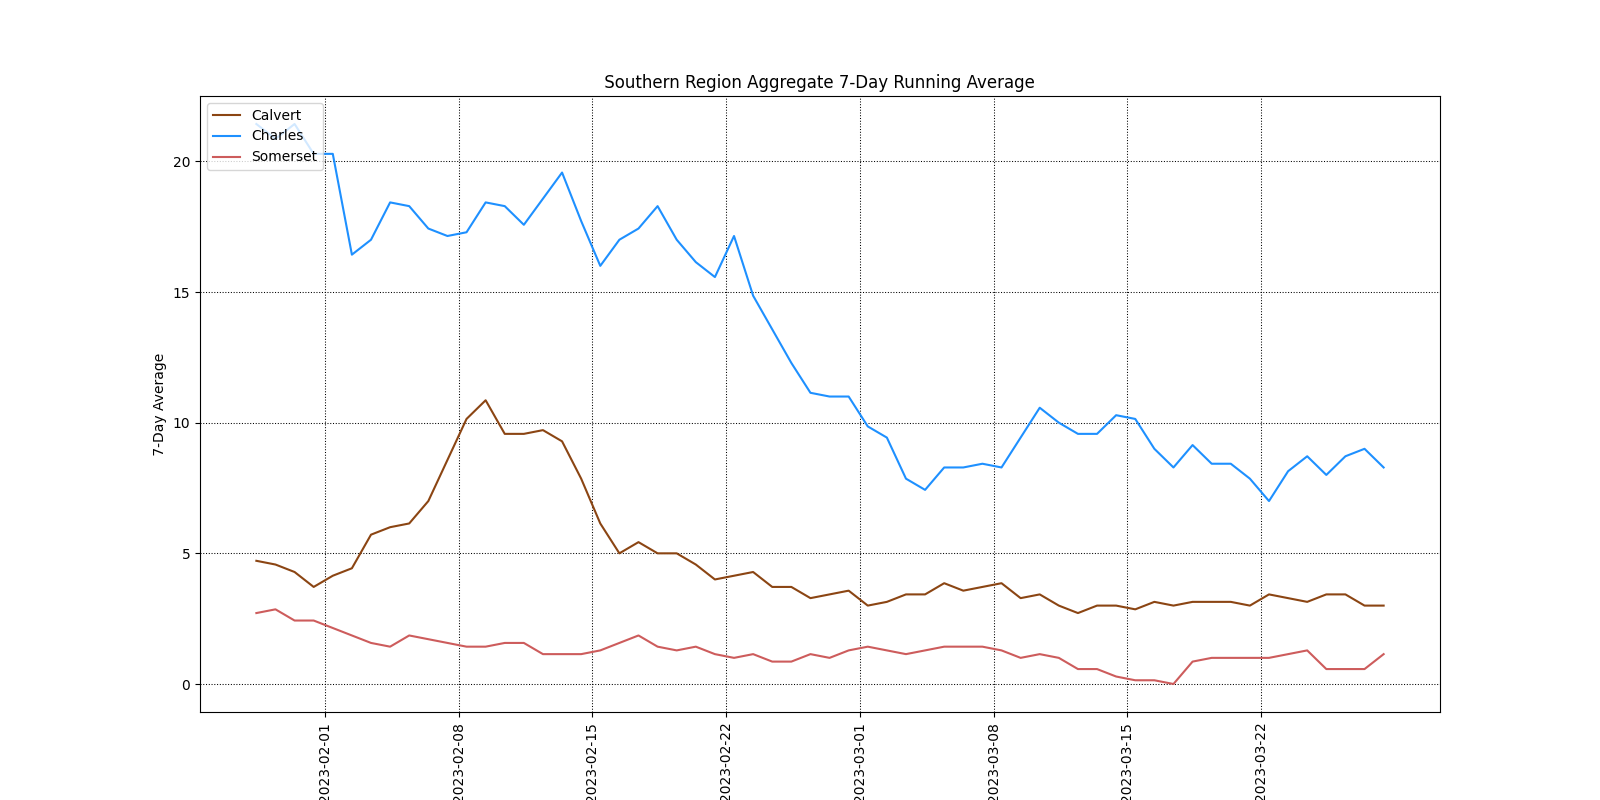 Southern Region Aggregate 7-Day Running Average
Calvert
Charles
Somerset
7-Day Average
20
15
10
5
0
2023-02-01
2023-02-08
2023-02-15
2023-02-22
2023-03-01
2023-03-08
2023-03-15
2023-03-22